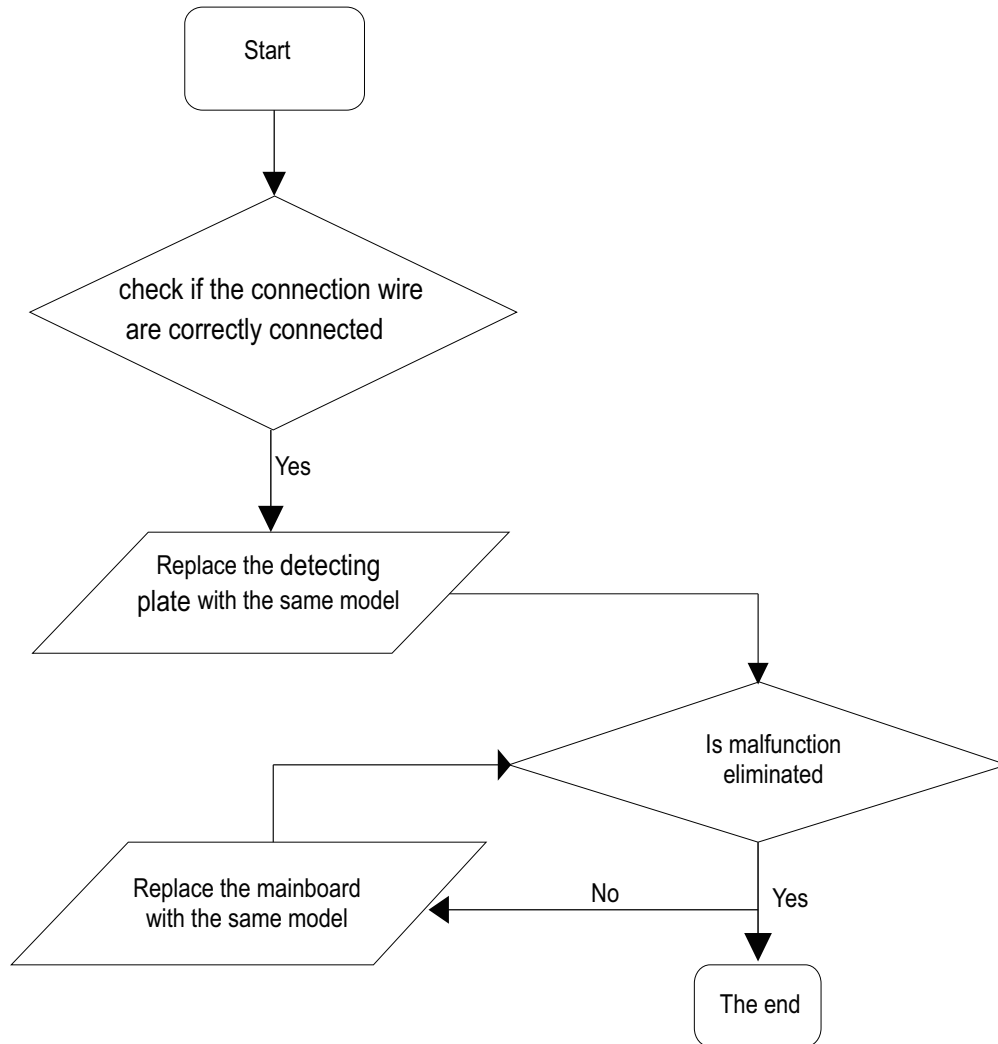 Start
check if the connection wire
are correctly connected
Yes
Replace the detecting
plate with the same model
Is malfunction
eliminated
Replace the mainboard
with the same model
No
Yes
The end